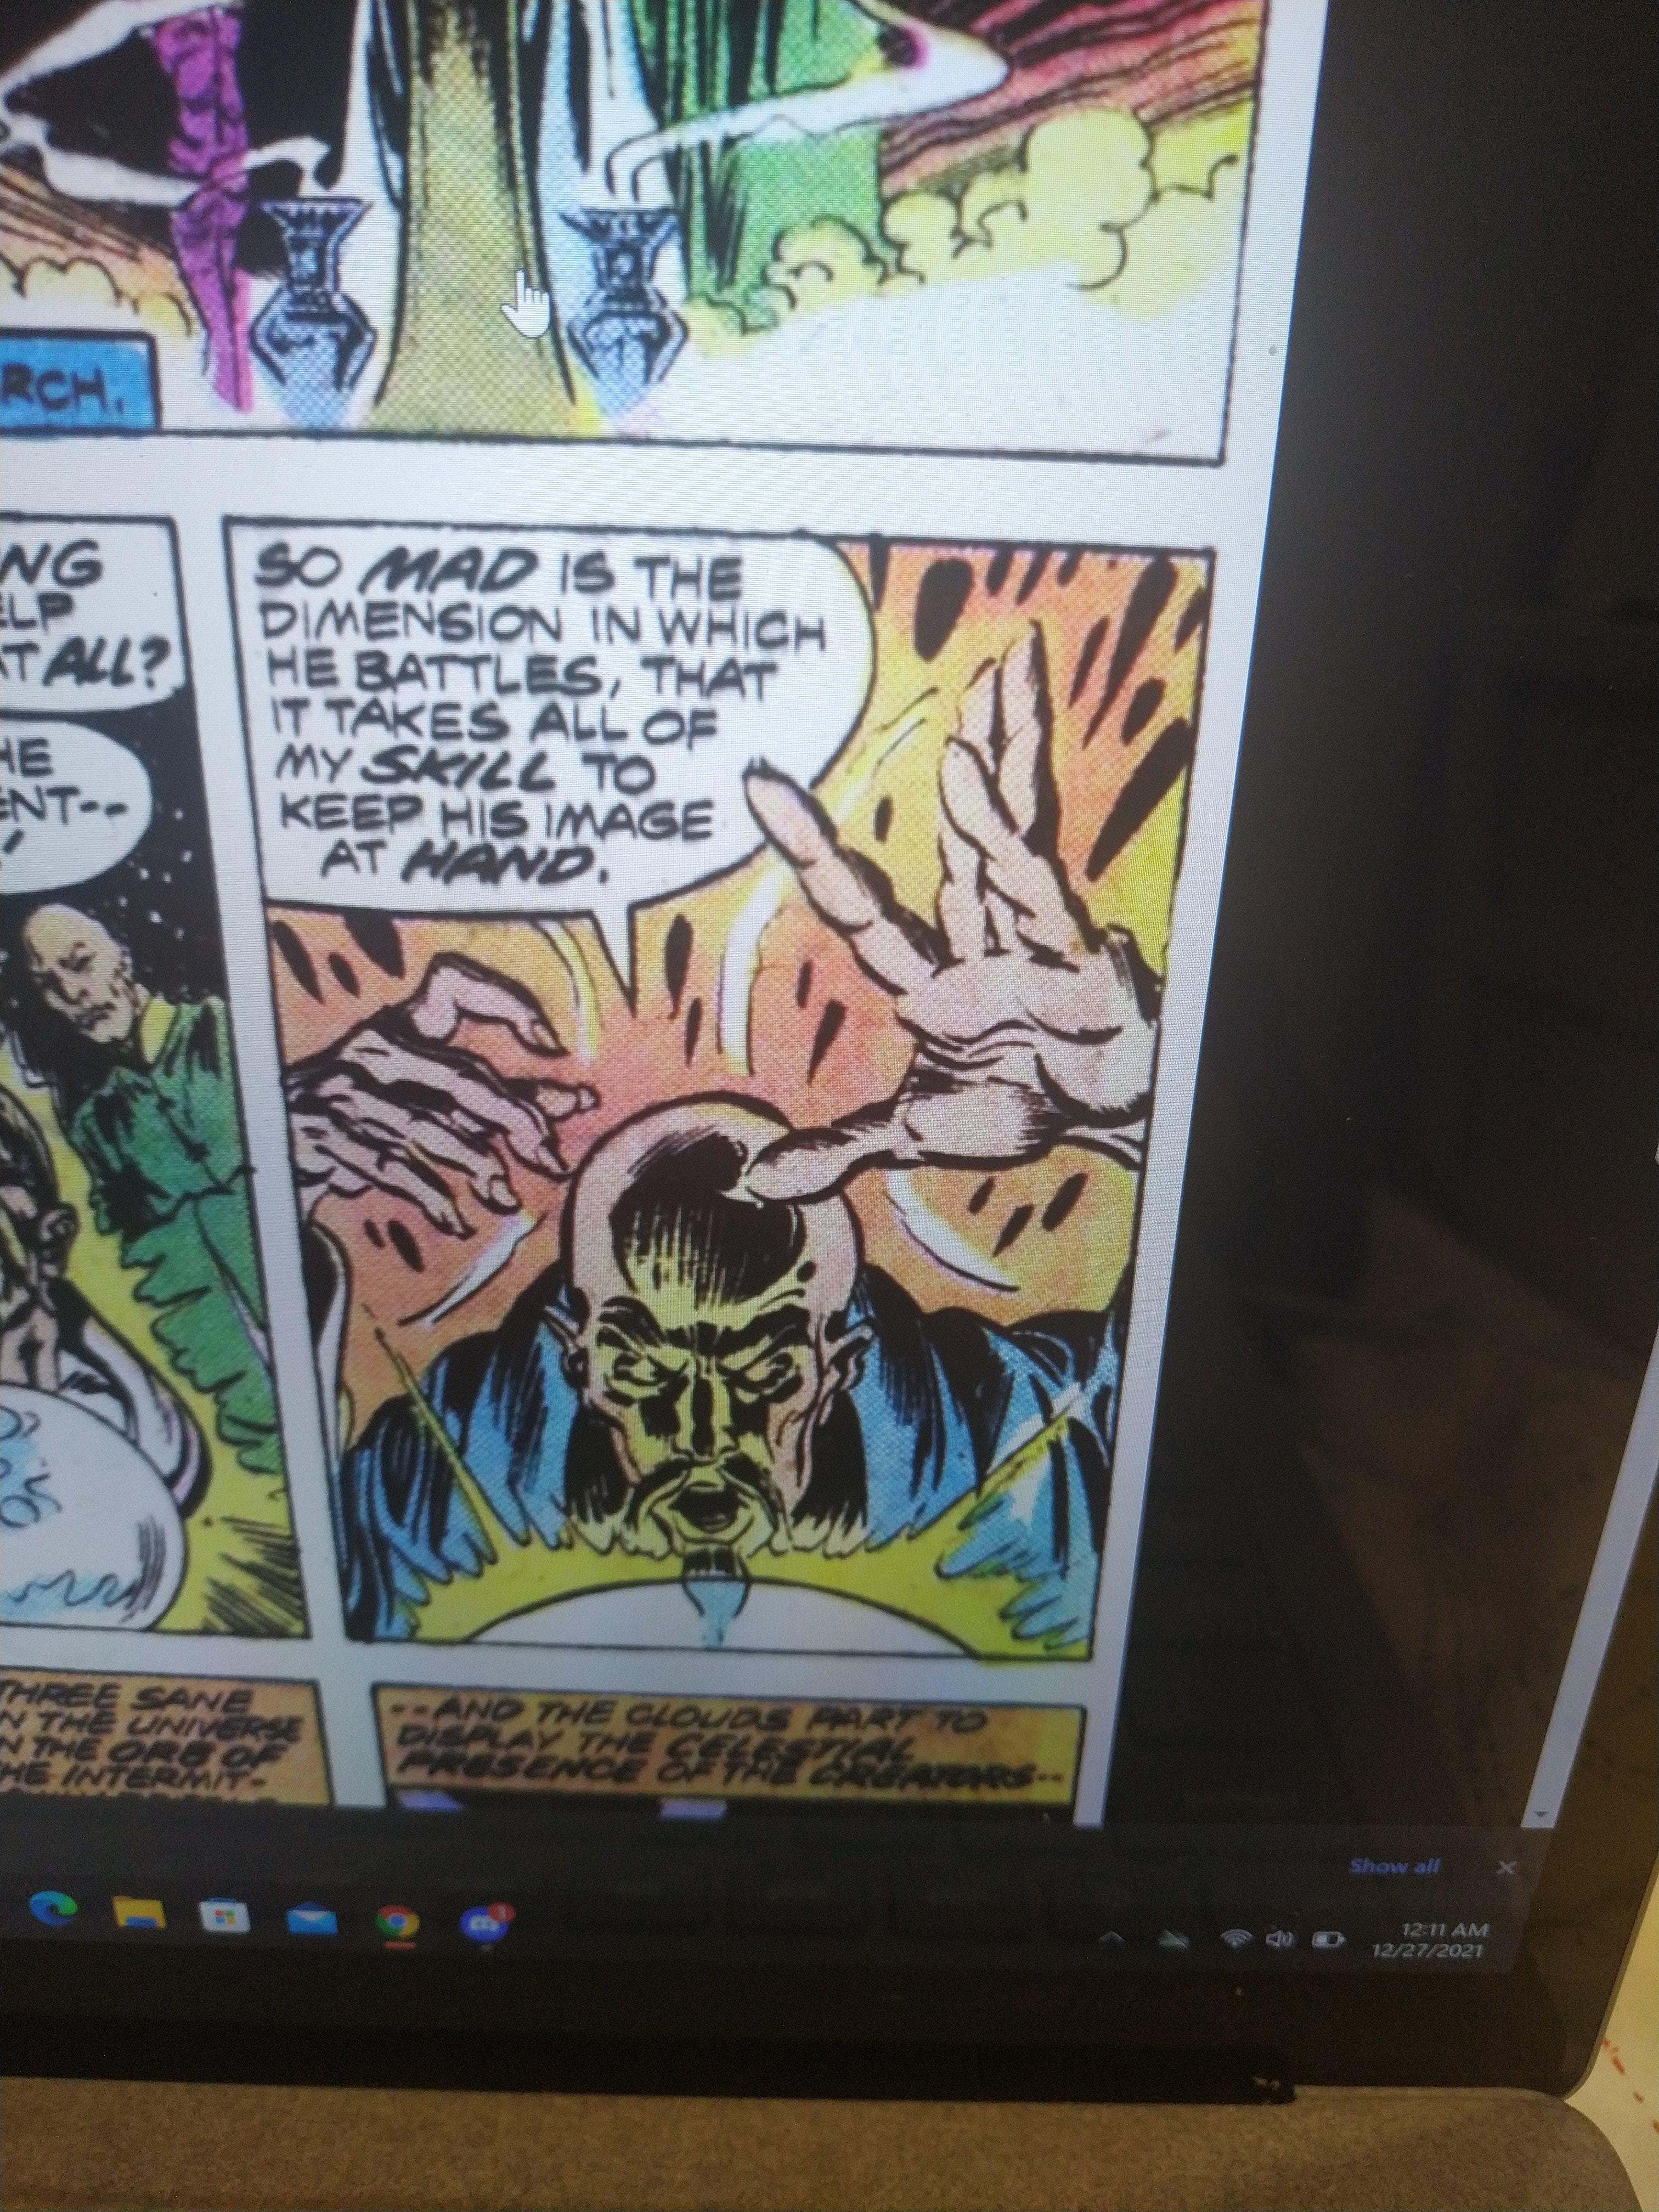 RCH.
NG
ELP
AT ALL?
HE
ENT--
!
SO MAD IS THE
DIMENSION IN WHICH
HE BATTLES, THAT
IT TAKES ALL OF
MY SKILL TO
KEEP HIS IMAGE
AT HAND.
THREE SANE
N THE UNIVERSE
N THE ORB OF
HE INTERMIT-
--AND THE CLOUDS PART TO
DISPLAY THE CELESTIAL
PRESENCE OF THE CREATORS--
Show all
1
12:11 AM
12/27/2021